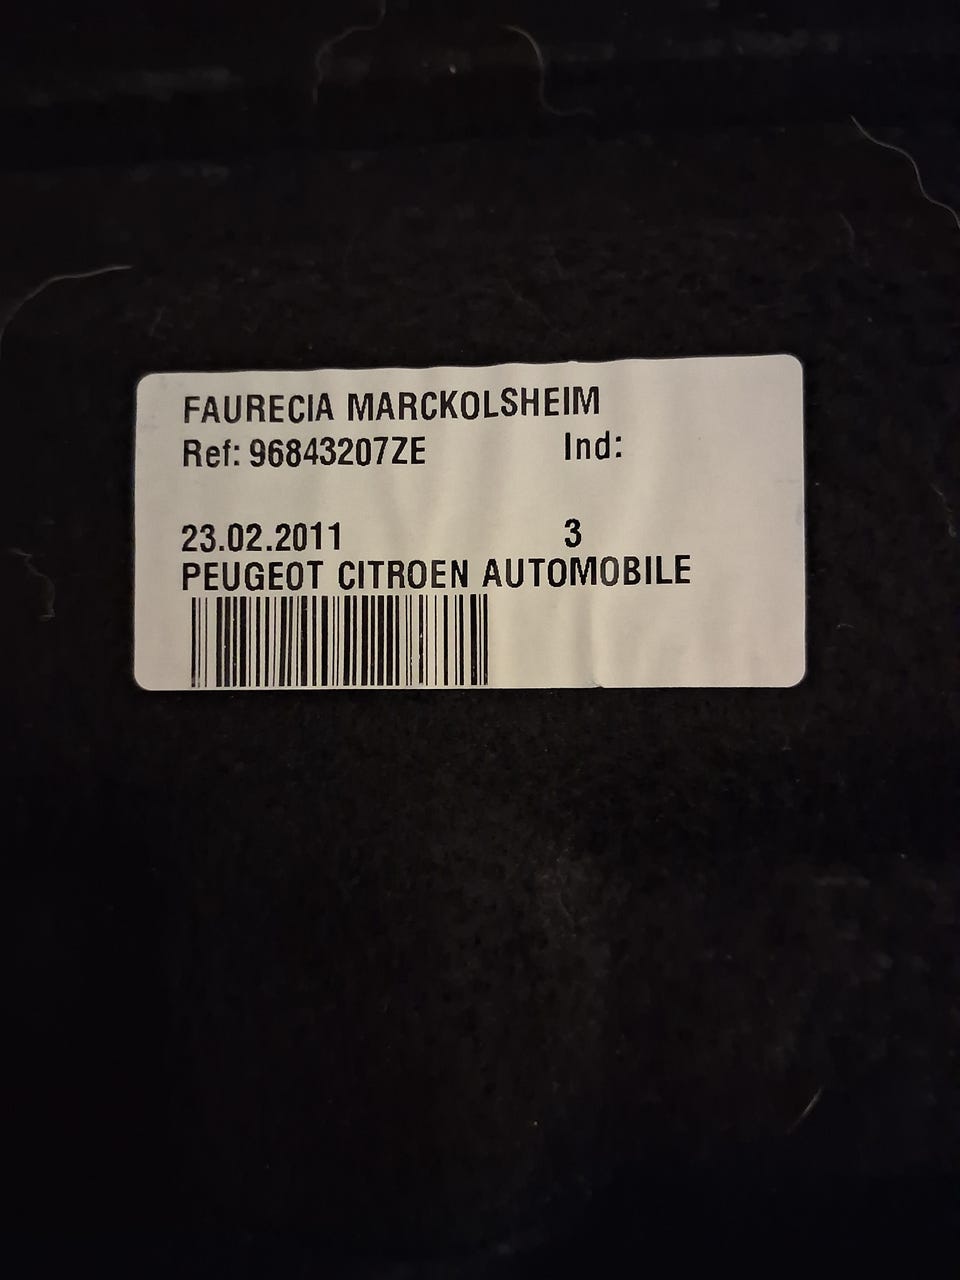 FAURECIA MARCKOLSHEIM
Ref: 96843207ZE Ind:
23.02.2011 3
PEUGEOT CITROEN AUTOMOBILE